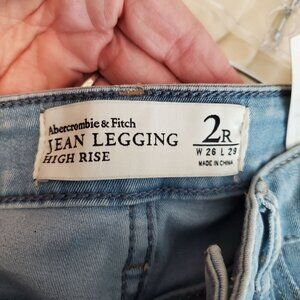 Abercrombie & Fitch
JEAN LEGGING
HIGH RISE
2R
W 26 L 29
MADE IN CHINA